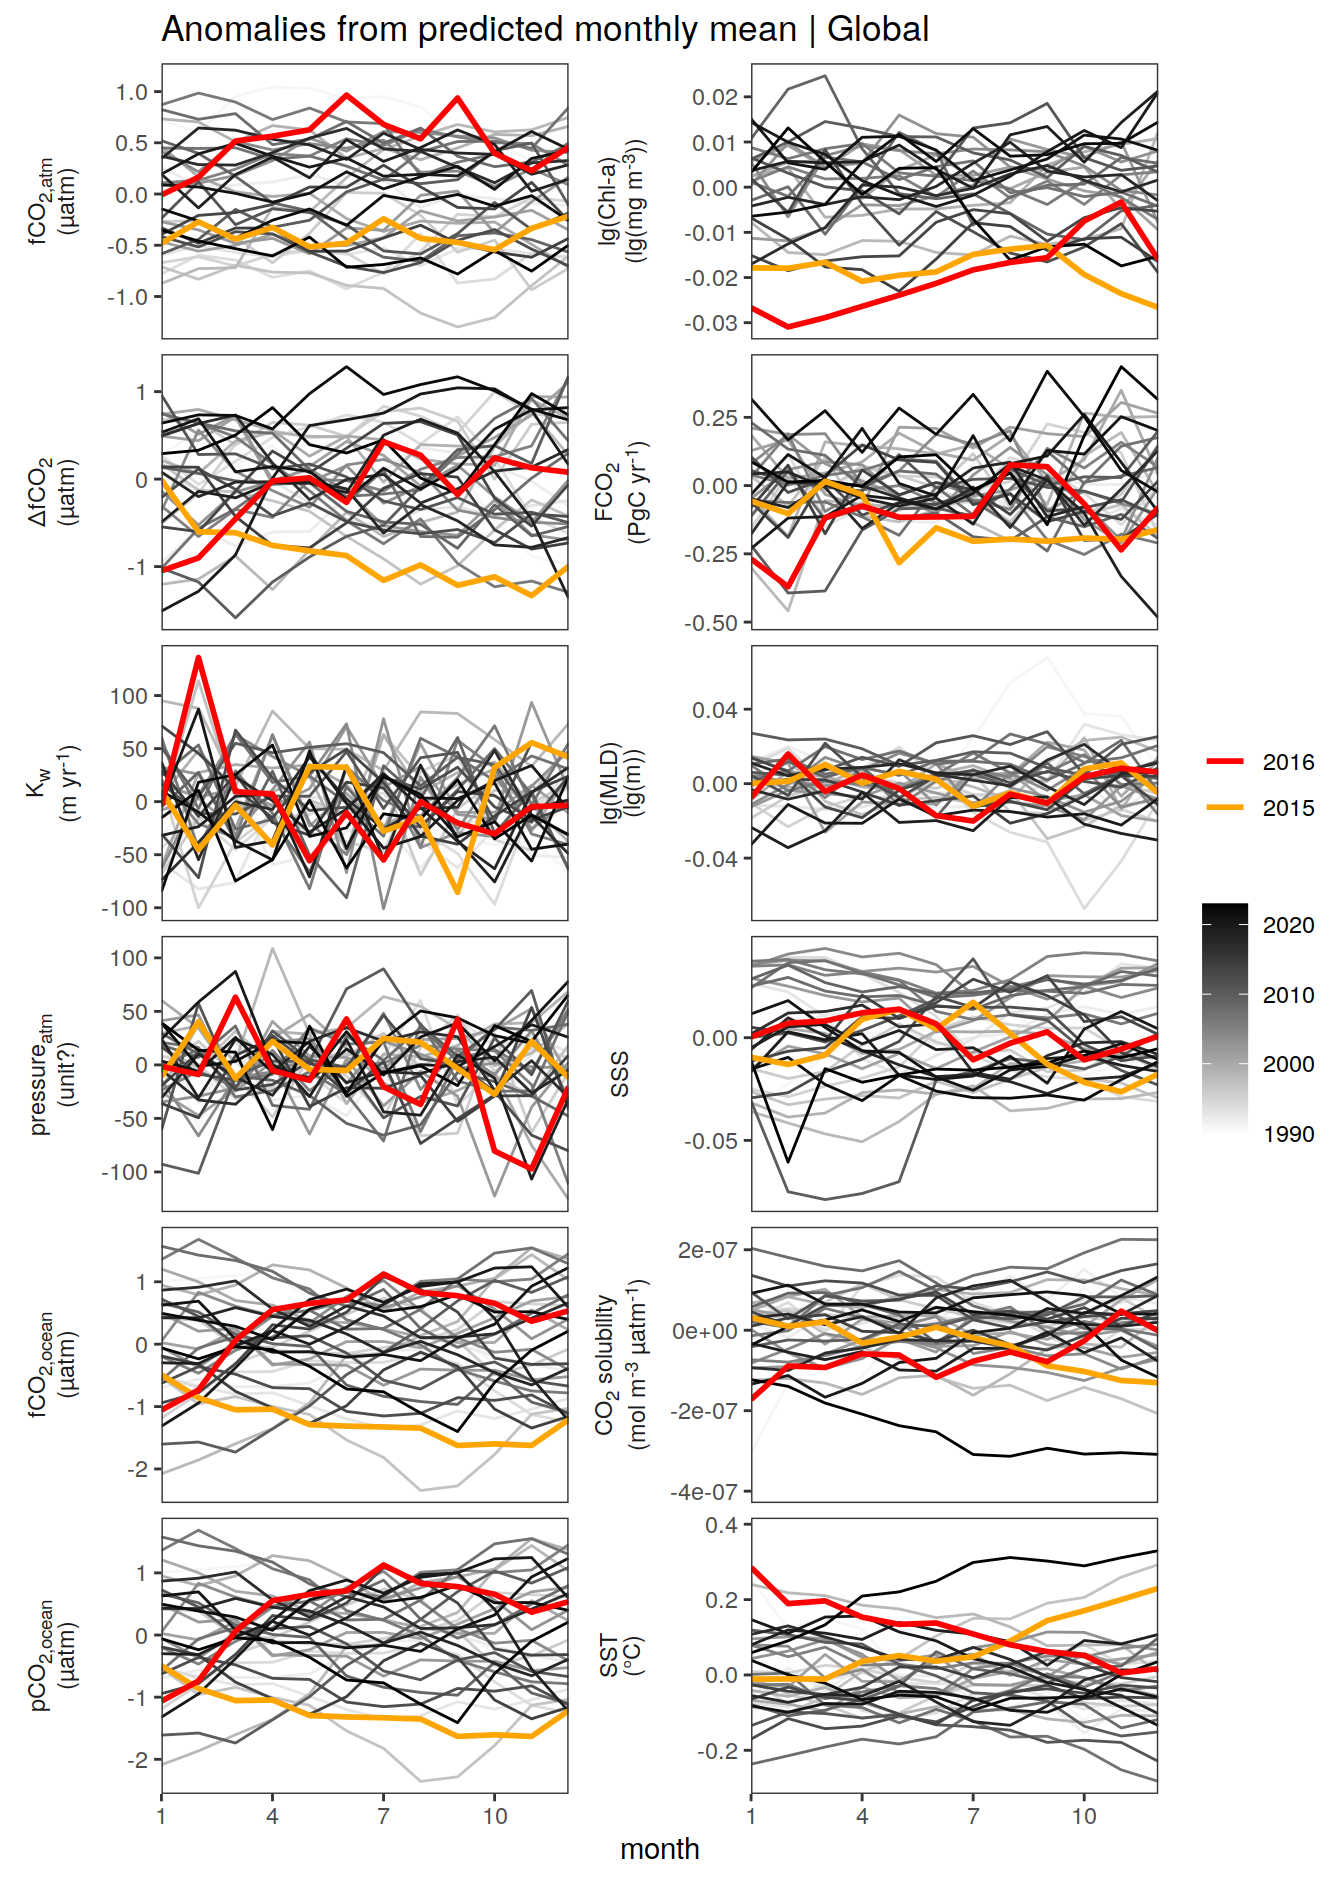 Anomalies from predicted monthly mean | Global
fCO2,atm
(µatm)
1.0
0.5
0.0
-0.5
-1.0
lg(Chl-a)
(lg(mg m-3))
0.02
0.01
0.00
-0.01
-0.02
-0.03
ΔfCO2
(µatm)
1
0
-1
FCO2
(PgC yr-1)
0.25
0.00
-0.25
-0.50
Kw
(m yr-1)
100
50
0
-50
-100
lg(MLD)
(lg(m))
0.04
0.00
-0.04
pressureatm
(unit?)
100
50
0
-50
-100
SSS
0.00
-0.05
fCO2,ocean
(µatm)
1
0
-1
-2
CO2 solubility
(mol m-3 µatm-1)
2e-07
0e+00
-2e-07
-4e-07
pCO2,ocean
(µatm)
1
0
-1
-2
SST
(°C)
0.4
0.2
0.0
-0.2
1 4 7 10
1 4 7 10
month
2016
2015
2020
2010
2000
1990